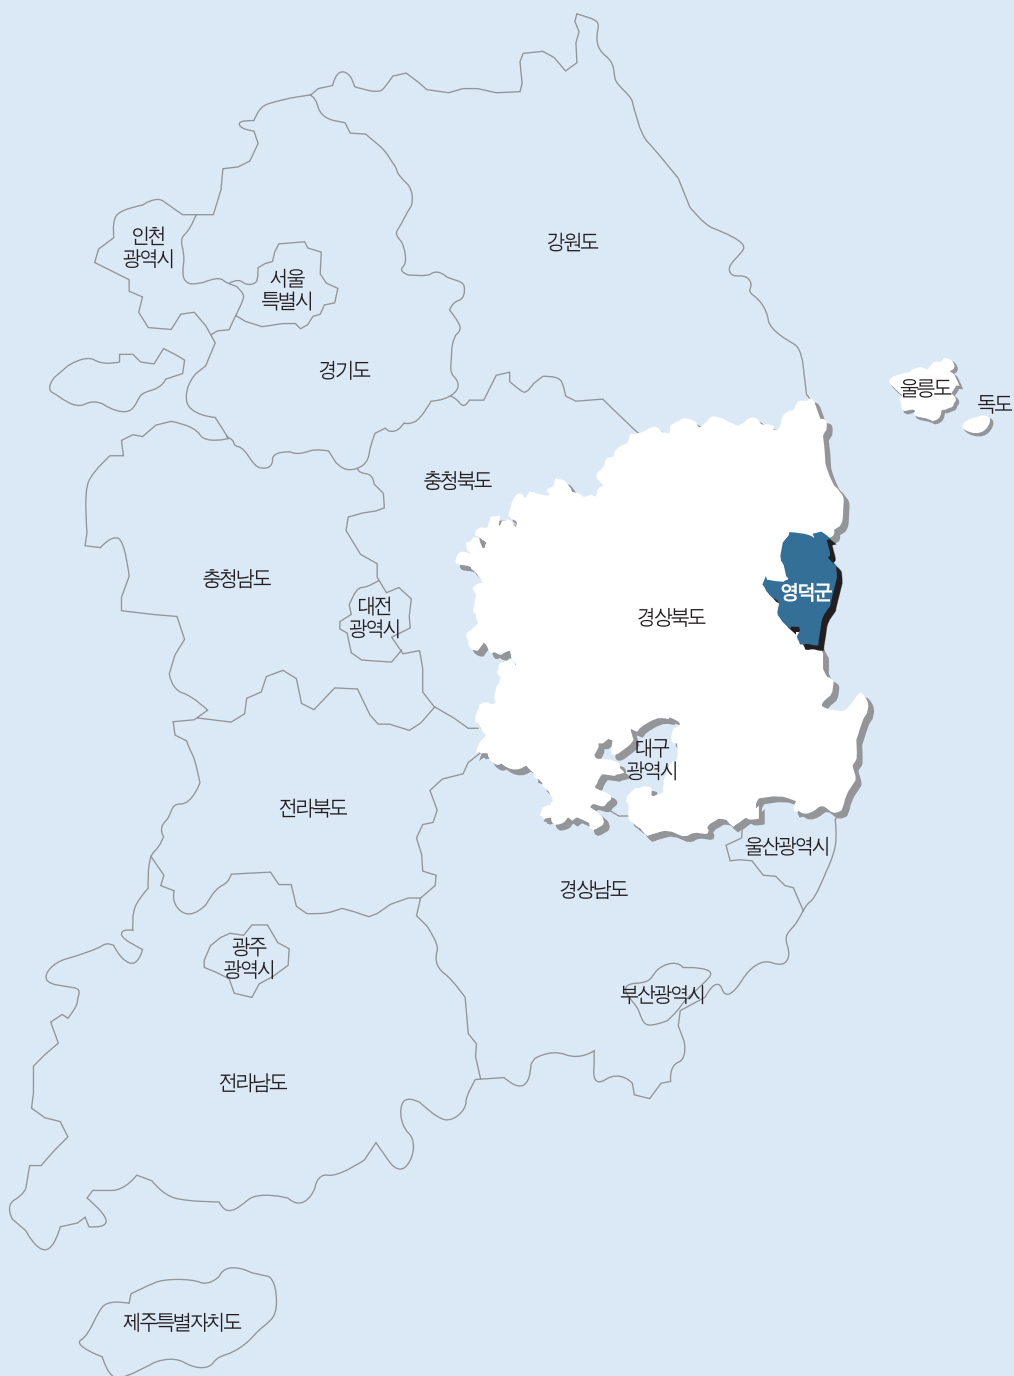 인천
광역시
강원도
서울
특별시
경기도
울릉도
독도
충청북도
충청남도
영덕군
대전
광역시
경상북도
대구
광역시
전라북도
울산광역시
경상남도
광주
광역시
부산광역시
전라남도
제주특별자치도